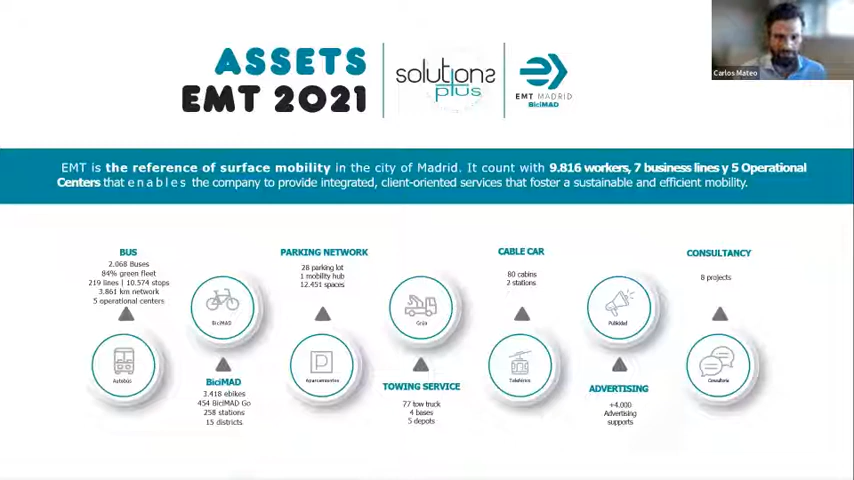 ASSETS
EMT 2021
solutions
plus
EMT MADRID
BiciMAD
Carlos Mateo
EMT is the reference of surface mobility in the city of Madrid. It count with 9.816 workers, 7 business lines y 5 Operational
Centers that enables the company to provide integrated, client-oriented services that foster a sustainable and efficient mobility.
BUS
2.068 Buses
84% green fleet
219 lines | 10.574 stops
3.861 km network
5 operational centers
Autobús
BiciMAD
BiciMAD
3.418 ebikes
454 BiciMAD Go
258 stations
15 districts
PARKING NETWORK
28 parking lot
1 mobility hub
12.451 spaces
P
Aparcamientos
Grúa
TOWING SERVICE
77 tow truck
4 bases
5 depots
CABLE CAR
80 cabins
2 stations
Teleférico
Publicidad
ADVERTISING
+4.000
Advertising
supports
CONSULTANCY
8 projects
Consultoría